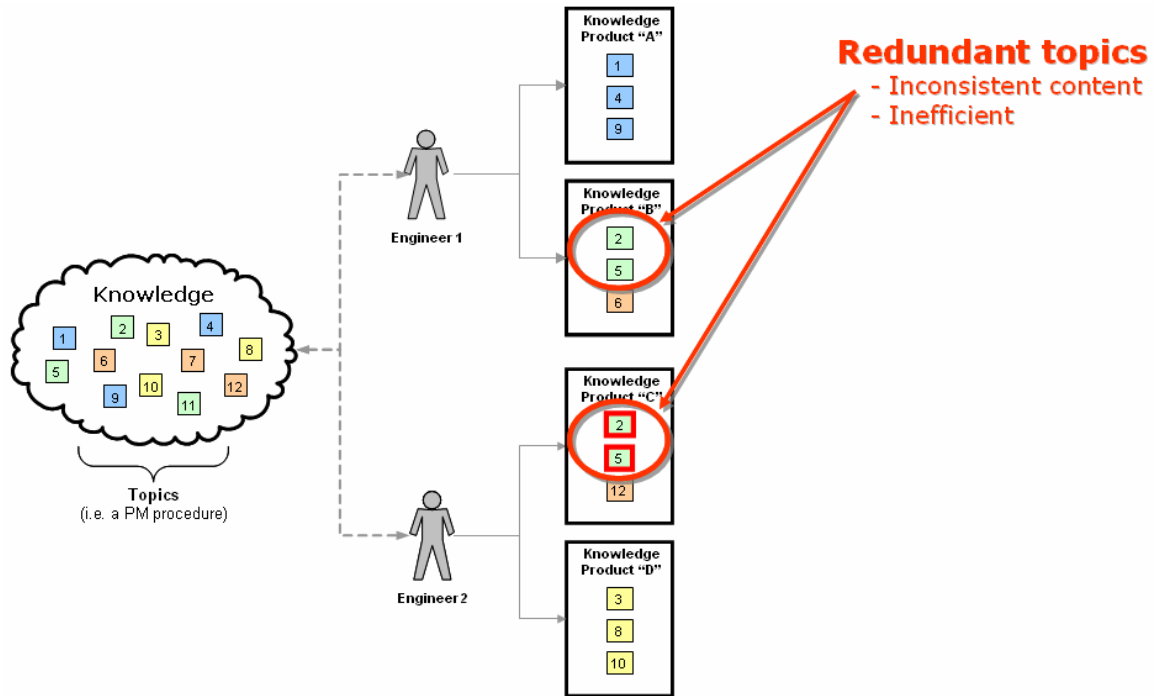 Knowledge
Product "A"
1
4
9
Redundant topics
- Inconsistent content
- Inefficient
Engineer 1
Knowledge
Product "B"
2
5
6
Knowledge
1
2
3
4
5
6
7
8
9
10
11
12
Topics
(i.e. a PM procedure)
Knowledge
Product "C"
2
5
12
Engineer 2
Knowledge
Product "D"
3
8
10